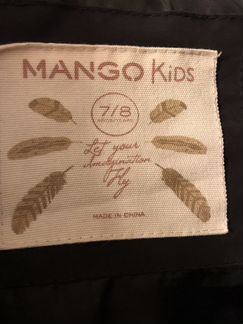 MANGO KIDS
7/8
Let your
Imagination
Fly
MADE IN CHINA